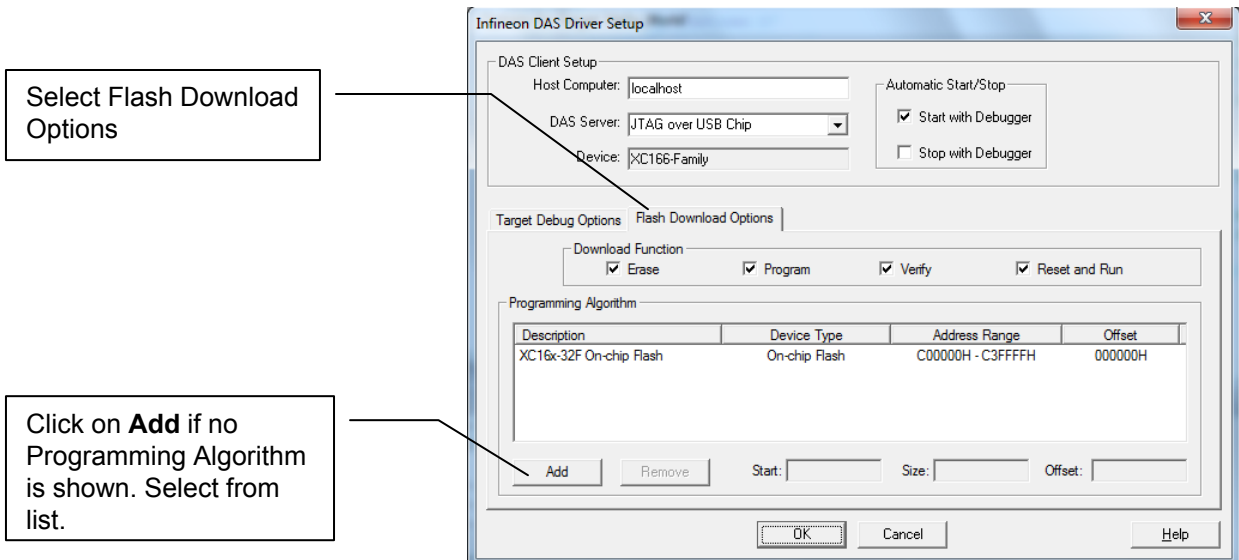 Infineon DAS Driver Setup
DAS Client Setup
Host Computer: localhost
DAS Server: JTAG over USB Chip
Device: XC166-Family
Automatic Start/Stop
Start with Debugger
Stop with Debugger
Select Flash Download
Options
Target Debug Options Flash Download Options
Download Function
Erase Program Verify Reset and Run
Programming Algorithm
Description Device Type Address Range Offset
XC16x-32F On-chip Flash On-chip Flash C00000H - C3FFFFH 000000H
Click on Add if no
Programming Algorithm
is shown. Select from
list.
Add Remove Start: Size: Offset:
OK Cancel Help